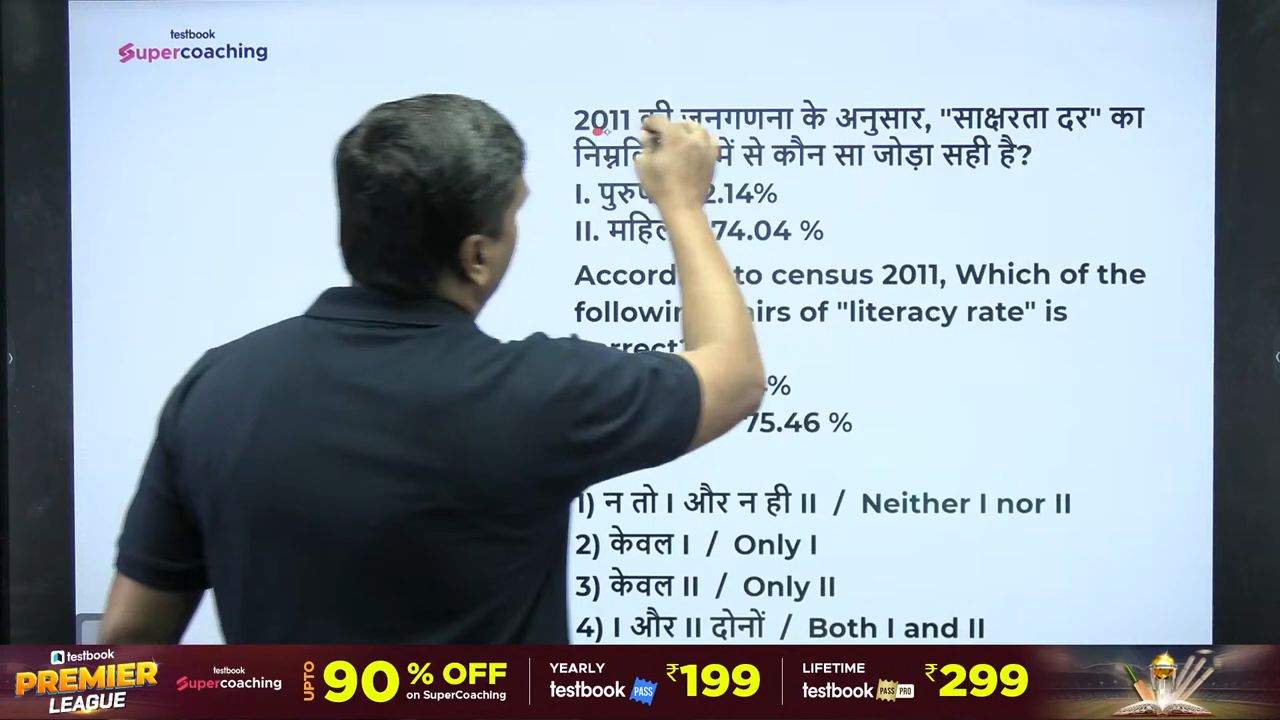 testbook
Supercoaching
2011 की जनगणना के अनुसार, "साक्षरता दर" का
में से कौन सा जोड़ा सही है?
I. 2.14%
II. 74.04 %
to census 2011, Which of the
of "literacy rate" is
%
75.46 %
1) न तो I और न ही II / Neither I nor II
2) केवल I / Only I
3) केवल II / Only II
4) I और II दोनों / Both I and II
testbook
PREMIER
LEAGUE
testbook
Supercoaching
UPTO
90 % OFF
on SuperCoaching
YEARLY
testbook PASS
₹199
LIFETIME
testbook PASS PRO
₹299